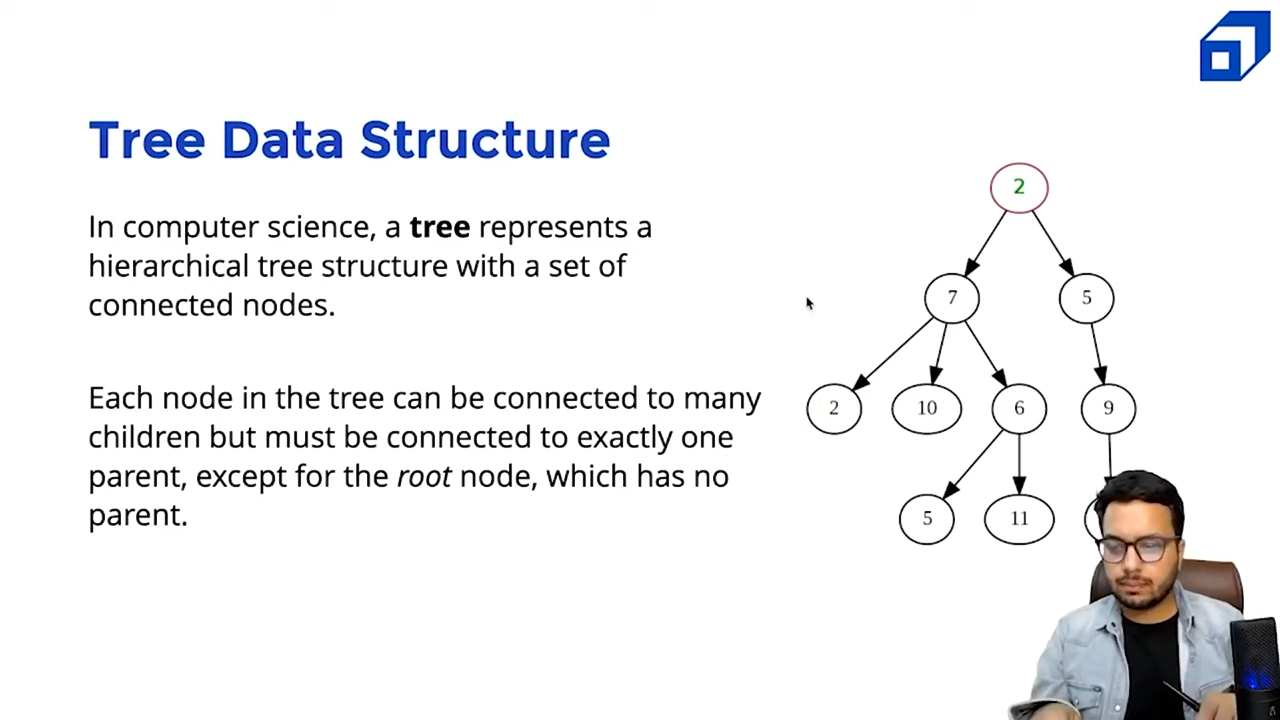 Tree Data Structure
In computer science, a tree represents a
hierarchical tree structure with a set of
connected nodes.
Each node in the tree can be connected to many
children but must be connected to exactly one
parent, except for the root node, which has no
parent.
2
7 5
2 10 6 9
5 11